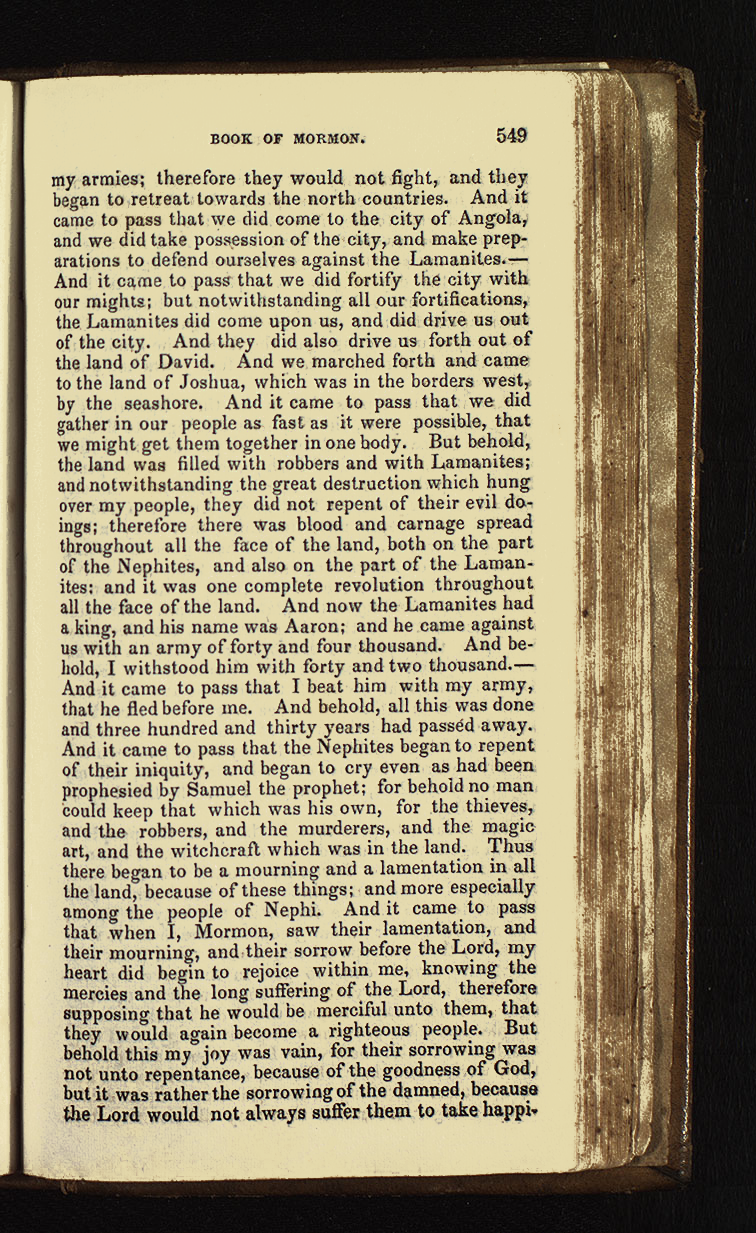 BOOK OF MORMON. 549
my armies; therefore they would not fight, and they
began to retreat towards the north countries. And it
came to pass that we did come to the city of Angola,
and we did take possession of the city, and make prep-
arations to defend ourselves against the Lamanites.—
And it came to pass that we did fortify the city with
our mights; but notwithstanding all our fortifications,
the Lamanites did come upon us, and did drive us out
of the city. And they did also drive us forth out of
the land of David. And we marched forth and came
to the land of Joshua, which was in the borders west,
by the seashore. And it came to pass that we did
gather in our people as fast as it were possible, that
we might get them together in one body. But behold,
the land was filled with robbers and with Lamanites;
and notwithstanding the great destruction which hung
over my people, they did not repent of their evil do-
ings; therefore there was blood and carnage spread
throughout all the face of the land, both on the part
of the Nephites, and also on the part of the Laman-
ites: and it was one complete revolution throughout
all the face of the land. And now the Lamanites had
a king, and his name was Aaron; and he came against
us with an army of forty and four thousand. And be-
hold, I withstood him with forty and two thousand.—
And it came to pass that I beat him with my army,
that he fled before me. And behold, all this was done
and three hundred and thirty years had passed away.
And it came to pass that the Nephites began to repent
of their iniquity, and began to cry even as had been
prophesied by Samuel the prophet; for behold no man
could keep that which was his own, for the thieves,
and the robbers, and the murderers, and the magic
art, and the witchcraft which was in the land. Thus
there began to be a mourning and a lamentation in all
the land, because of these things; and more especially
among the people of Nephi. And it came to pass
that when I, Mormon, saw their lamentation, and
their mourning, and their sorrow before the Lord, my
heart did begin to rejoice within me, knowing the
mercies and the long suffering of the Lord, therefore
supposing that he would be merciful unto them, that
they would again become a righteous people. But
behold this my joy was vain, for their sorrowing was
not unto repentance, because of the goodness of God,
but it was rather the sorrowing of the damned, because
the Lord would not always suffer them to take happi-